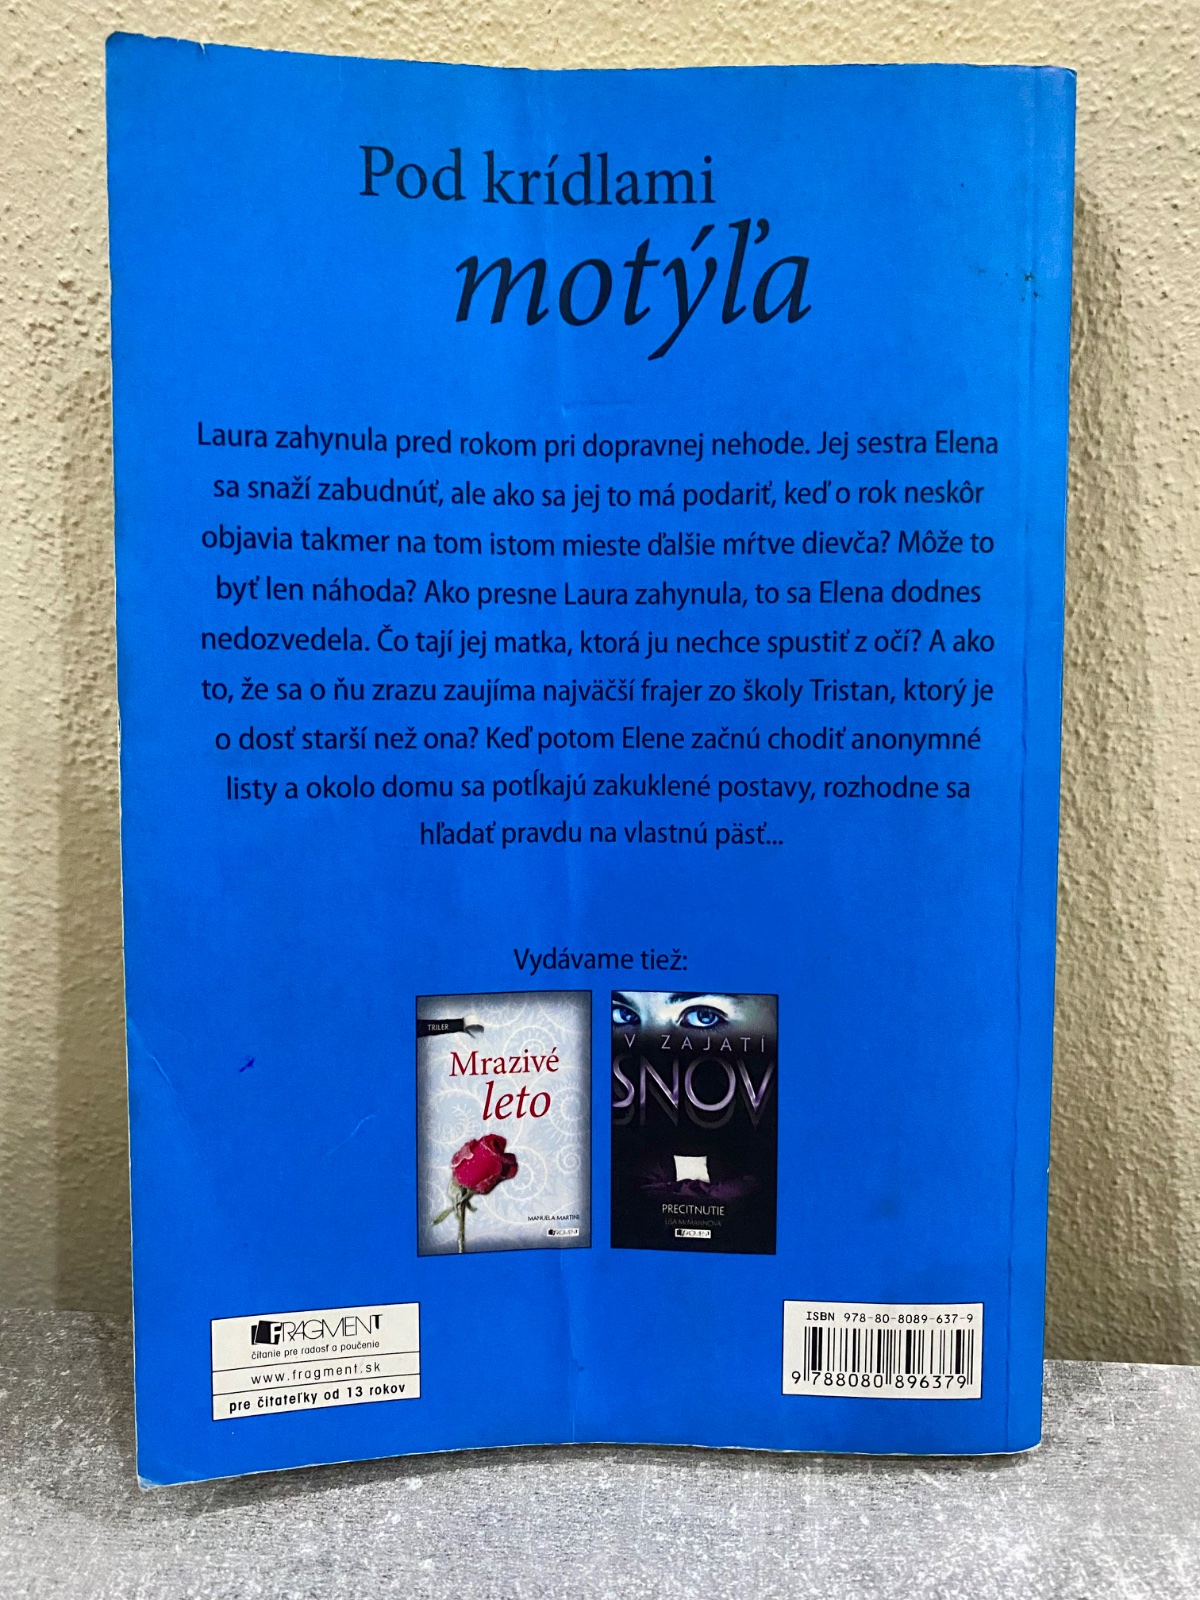 Pod krídlami
motýľa
Laura zahynula pred rokom pri dopravnej nehode. Jej sestra Elena
sa snaží zabudnúť, ale ako sa jej to má podariť, keď o rok neskôr
objavia takmer na tom istom mieste ďalšie mŕtve dievča? Môže to
byť len náhoda? Ako presne Laura zahynula, to sa Elena dodnes
nedozvedela. Čo tají jej matka, ktorá ju nechce spustiť z očí? A ako
to, že sa o ňu zrazu zaujíma najväčší frajer zo školy Tristan, ktorý je
o dosť starší než ona? Keď potom Elene začnú chodiť anonymné
listy a okolo domu sa potĺkajú zakuklené postavy, rozhodne sa
hľadať pravdu na vlastnú päsť...
Vydávame tiež:
TRILER
Mrazivé
leto
MANUELA MARTINI
FRAGMENT
V ZAJATÍ
SNOV
PRECITNUTIE
LISA McMANNOVÁ
FRAGMENT
FRAGMENT
čítanie pre radosť a poučenie
www.fragment.sk
pre čitateľky od 13 rokov
ISBN 978-80-8089-637-9
9 788080 896379